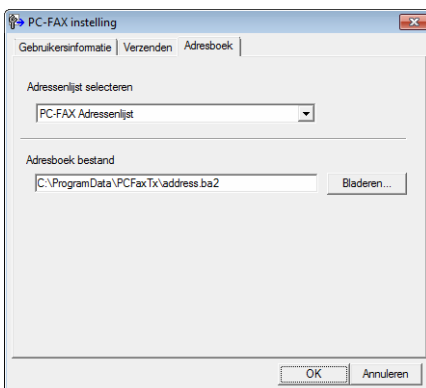 PC-FAX instelling
Gebruikersinformatie Verzenden Adresboek
Adressenlijst selecteren
PC-FAX Adressenlijst
Adresboek bestand
C:\ProgramData\PCFaxTx\address.ba2 Bladeren...
OK Annuleren